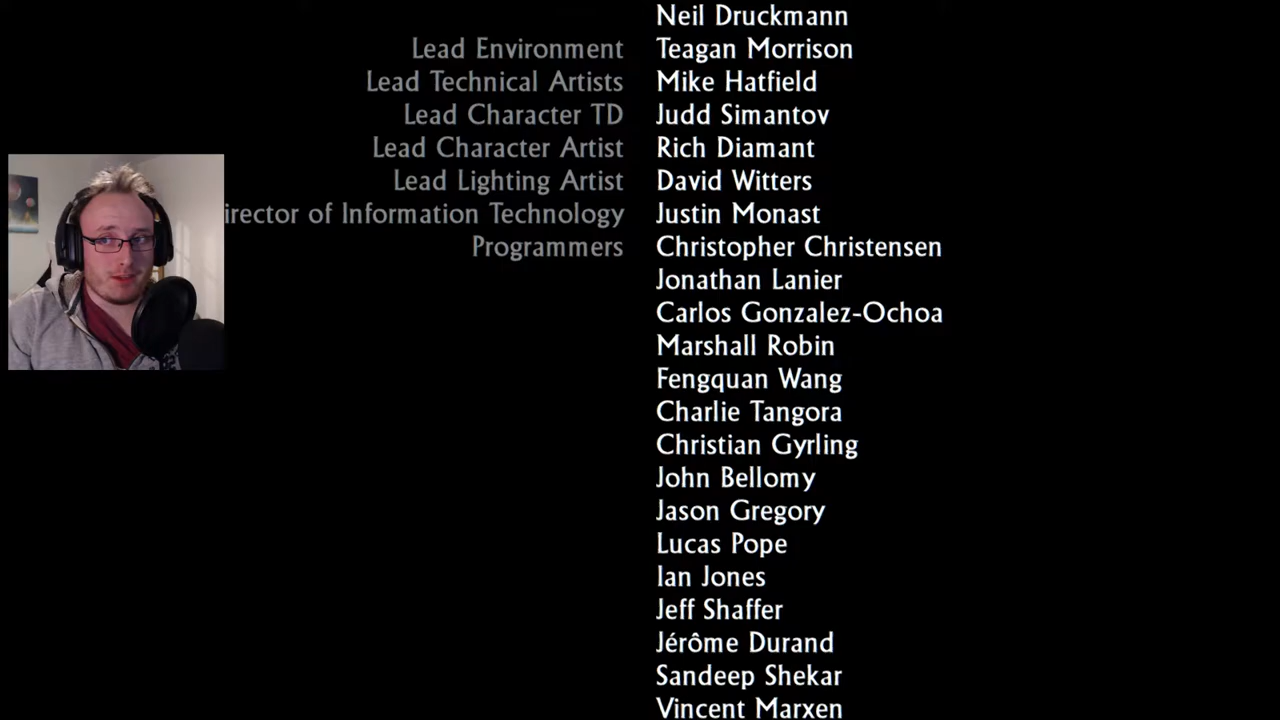 Neil Druckmann
Lead Environment Teagan Morrison
Lead Technical Artists Mike Hatfield
Lead Character TD Judd Simantov
Lead Character Artist Rich Diamant
Lead Lighting Artist David Witters
irector of Information Technology Justin Monast
Programmers Christopher Christensen
Jonathan Lanier
Carlos Gonzalez-Ochoa
Marshall Robin
Fengquan Wang
Charlie Tangora
Christian Gyrling
John Bellomy
Jason Gregory
Lucas Pope
Ian Jones
Jeff Shaffer
Jérôme Durand
Sandeep Shekar
Vincent Marxen